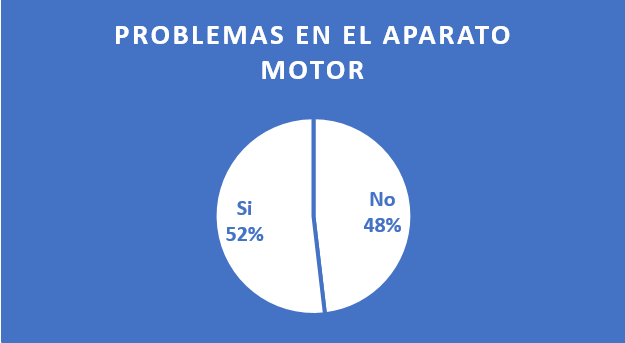 PROBLEMAS EN EL APARATO
MOTOR
Si
52%
No
48%